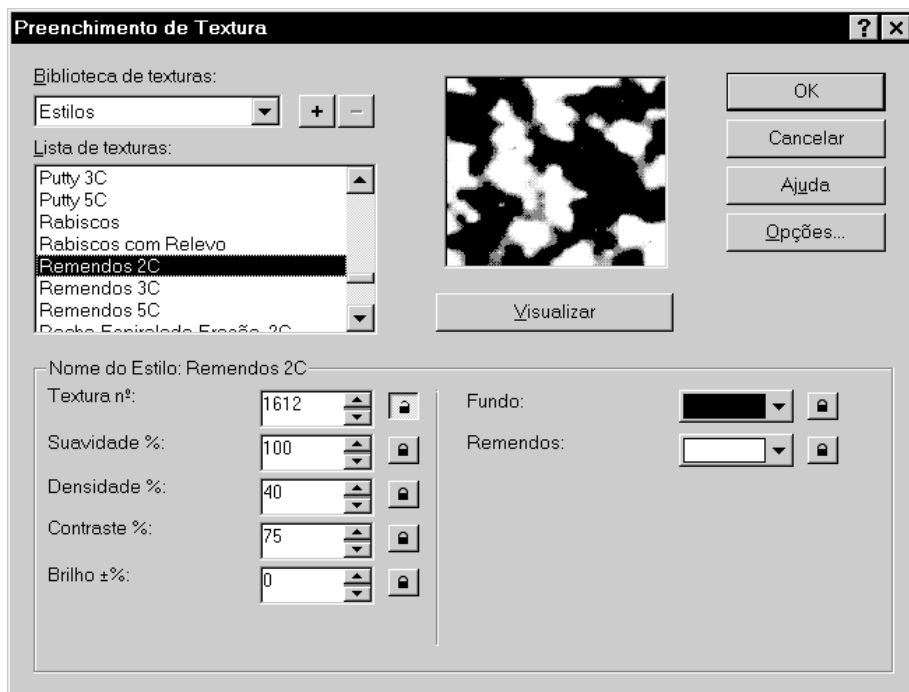 Preenchimento de Textura
Biblioteca de texturas:
Estilos
Lista de texturas:
Putty 3C
Putty 5C
Rabiscos
Rabiscos com Relevo
Remendos 2C
Remendos 3C
Remendos 5C
OK
Cancelar
Ajuda
Opções...
Visualizar
Nome do Estilo: Remendos 2C
Textura nº: 1612
Suavidade %: 100
Densidade %: 40
Contraste %: 75
Brilho ±%: 0
Fundo:
Remendos: